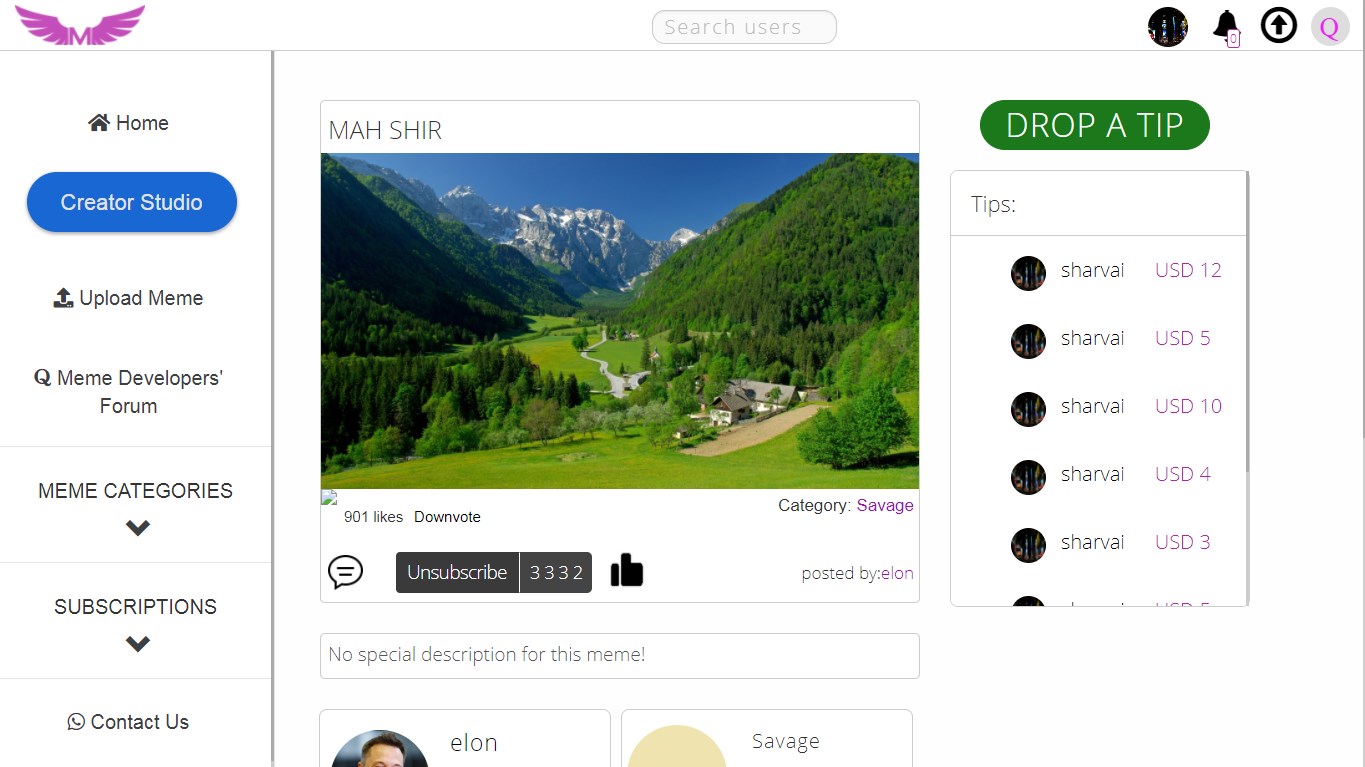 M
Search users
0
Q
Home
Creator Studio
Upload Meme
Q Meme Developers'
Forum
MEME CATEGORIES
SUBSCRIPTIONS
Contact Us
MAH SHIR
901 likes Downvote
Category: Savage
Unsubscribe 3332
posted by:elon
No special description for this meme!
elon
Savage
DROP A TIP
Tips:
sharvai USD 12
sharvai USD 5
sharvai USD 10
sharvai USD 4
sharvai USD 3